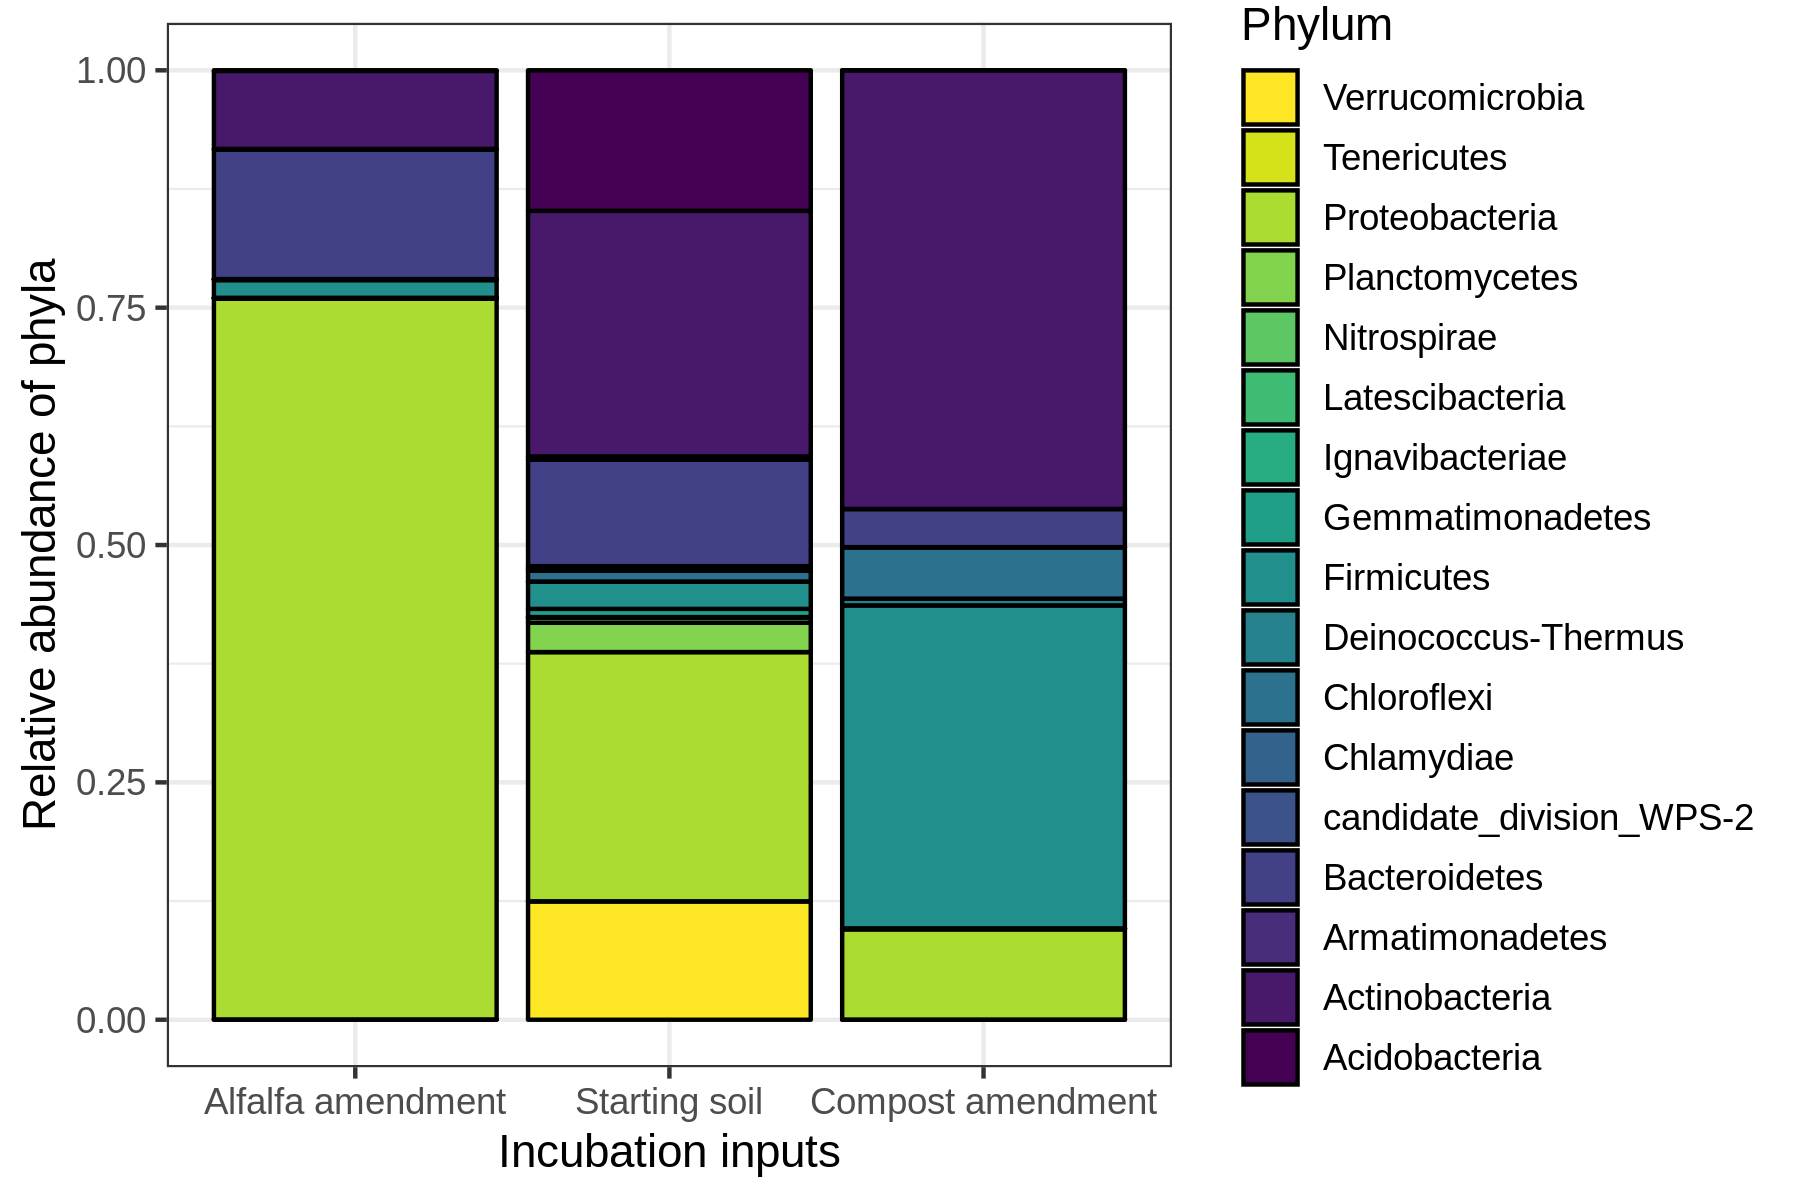 Relative abundance of phyla
1.00
0.75
0.50
0.25
0.00
Alfalfa amendment
Starting soil
Compost amendment
Incubation inputs
Phylum
Verrucomicrobia
Tenericutes
Proteobacteria
Planctomycetes
Nitrospirae
Latescibacteria
Ignavibacteriae
Gemmatimonadetes
Firmicutes
Deinococcus-Thermus
Chloroflexi
Chlamydiae
candidate_division_WPS-2
Bacteroidetes
Armatimonadetes
Actinobacteria
Acidobacteria